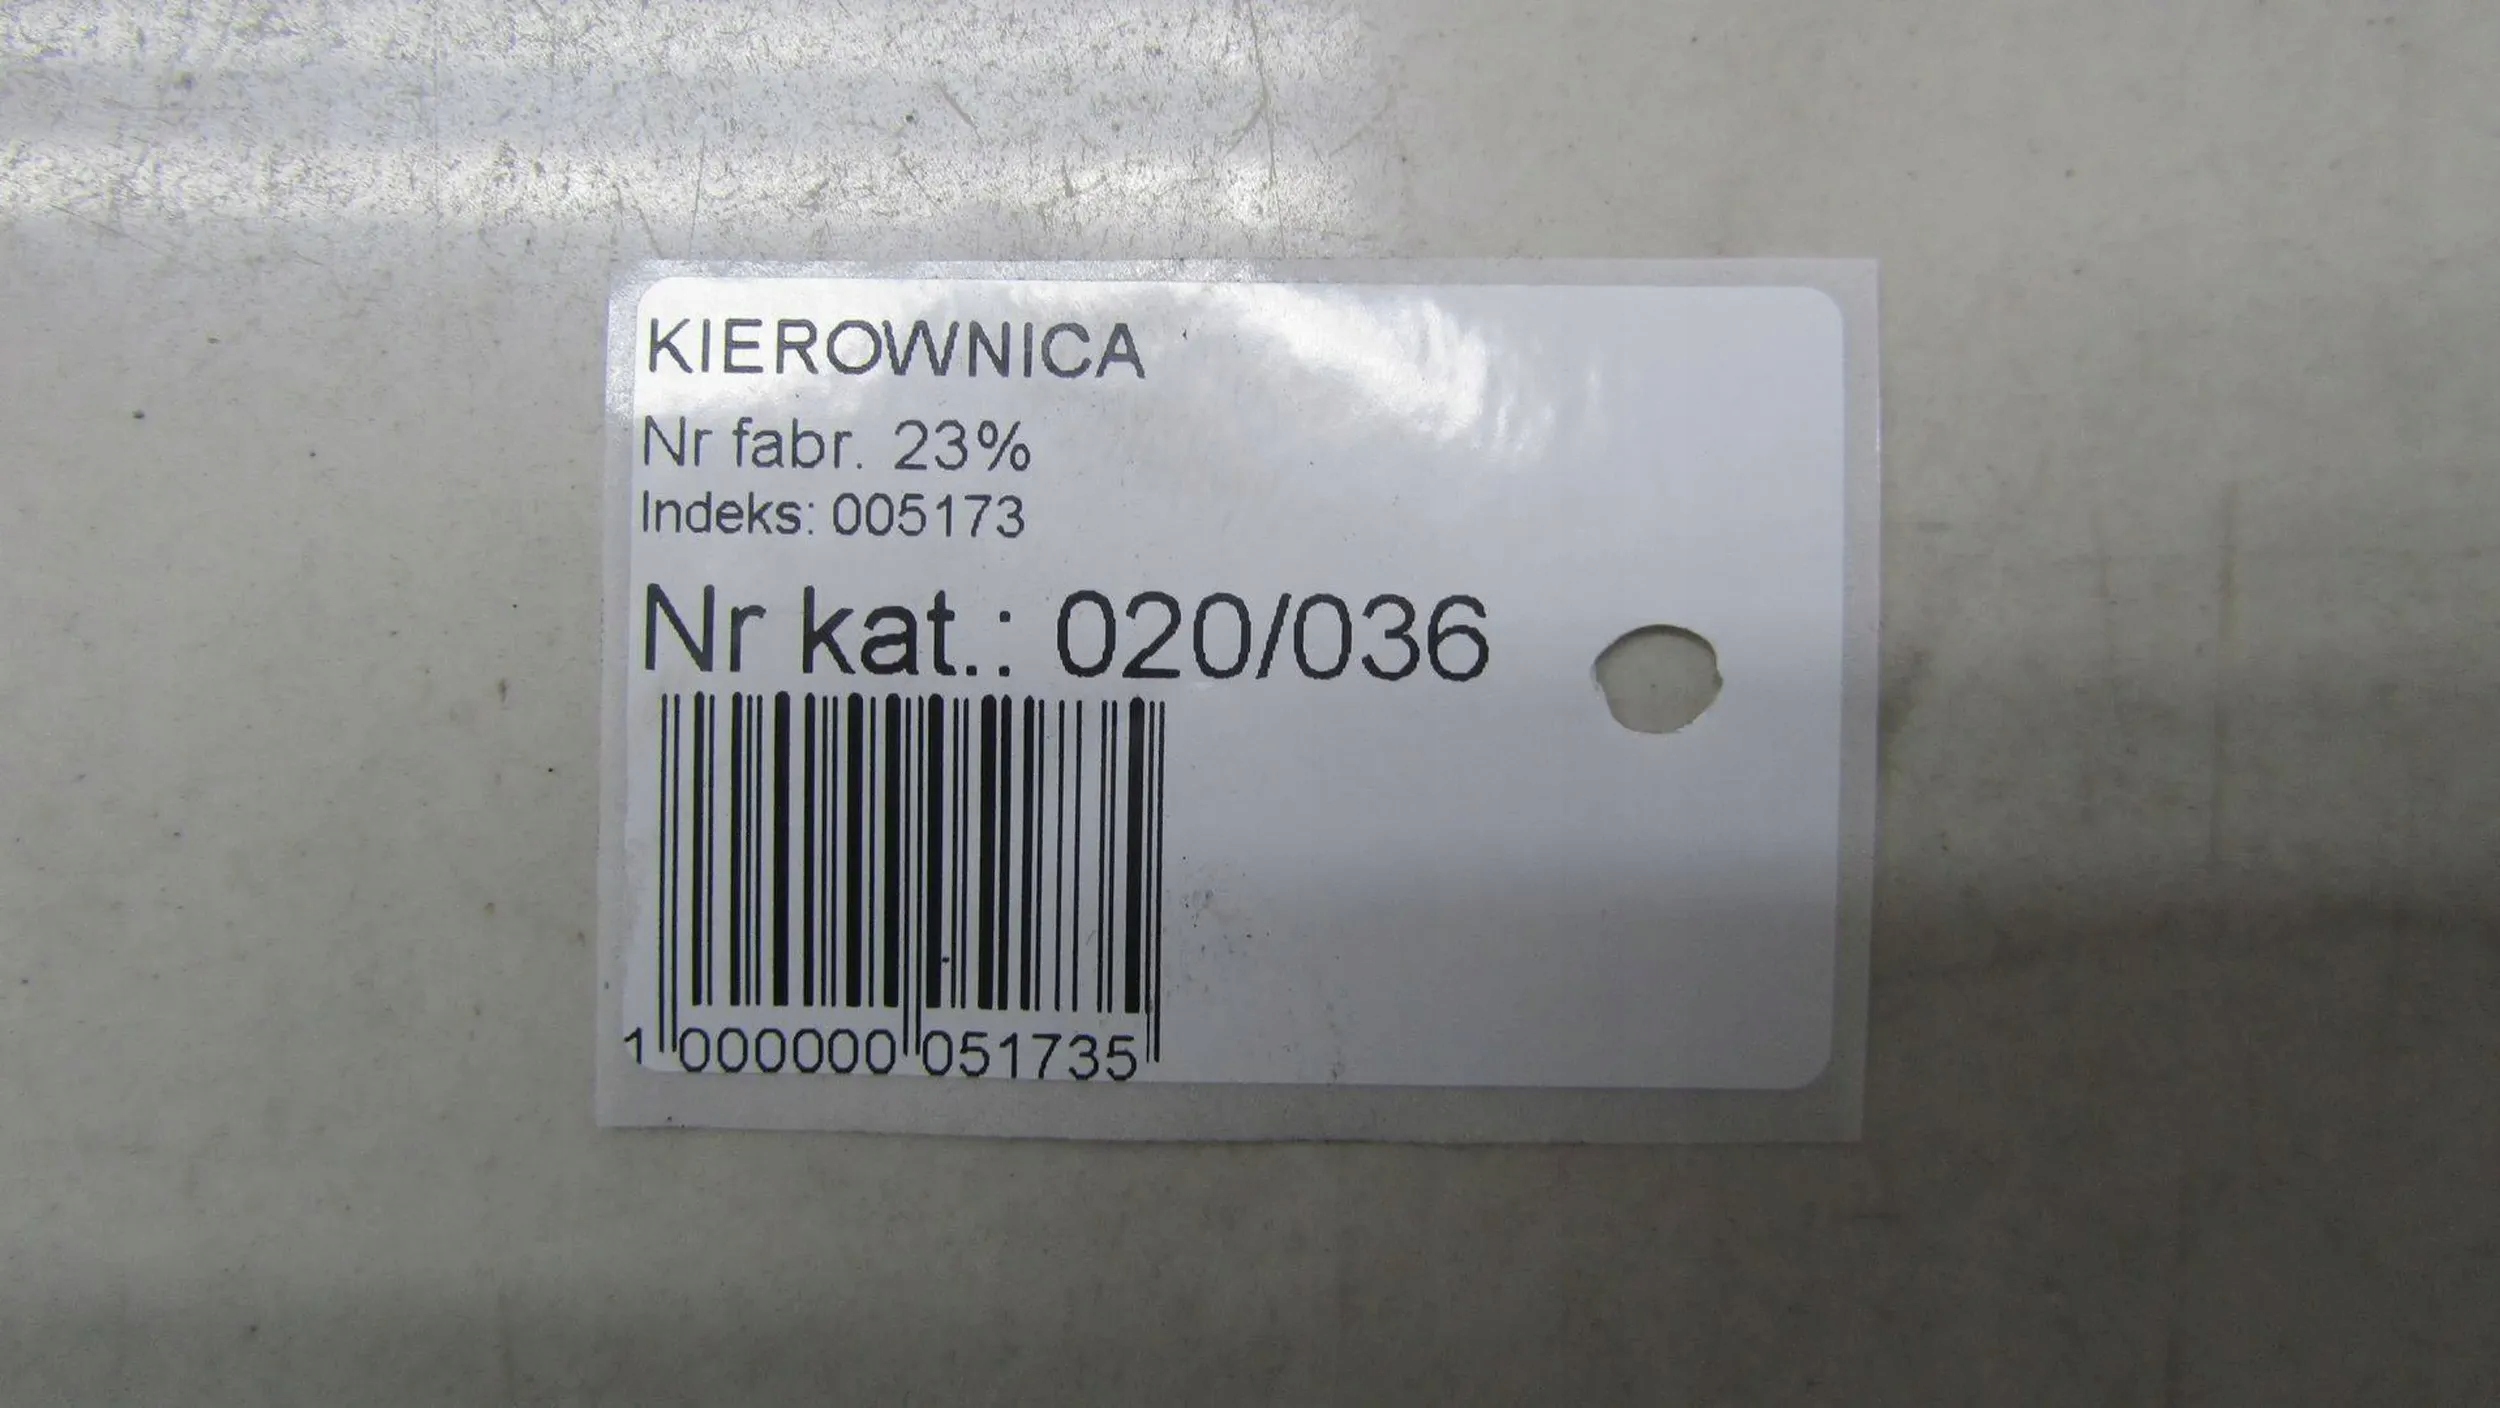 KIEROWNICA
Nr fabr. 23%
Indeks: 005173
Nr kat.: 020/036
1 000000 051735